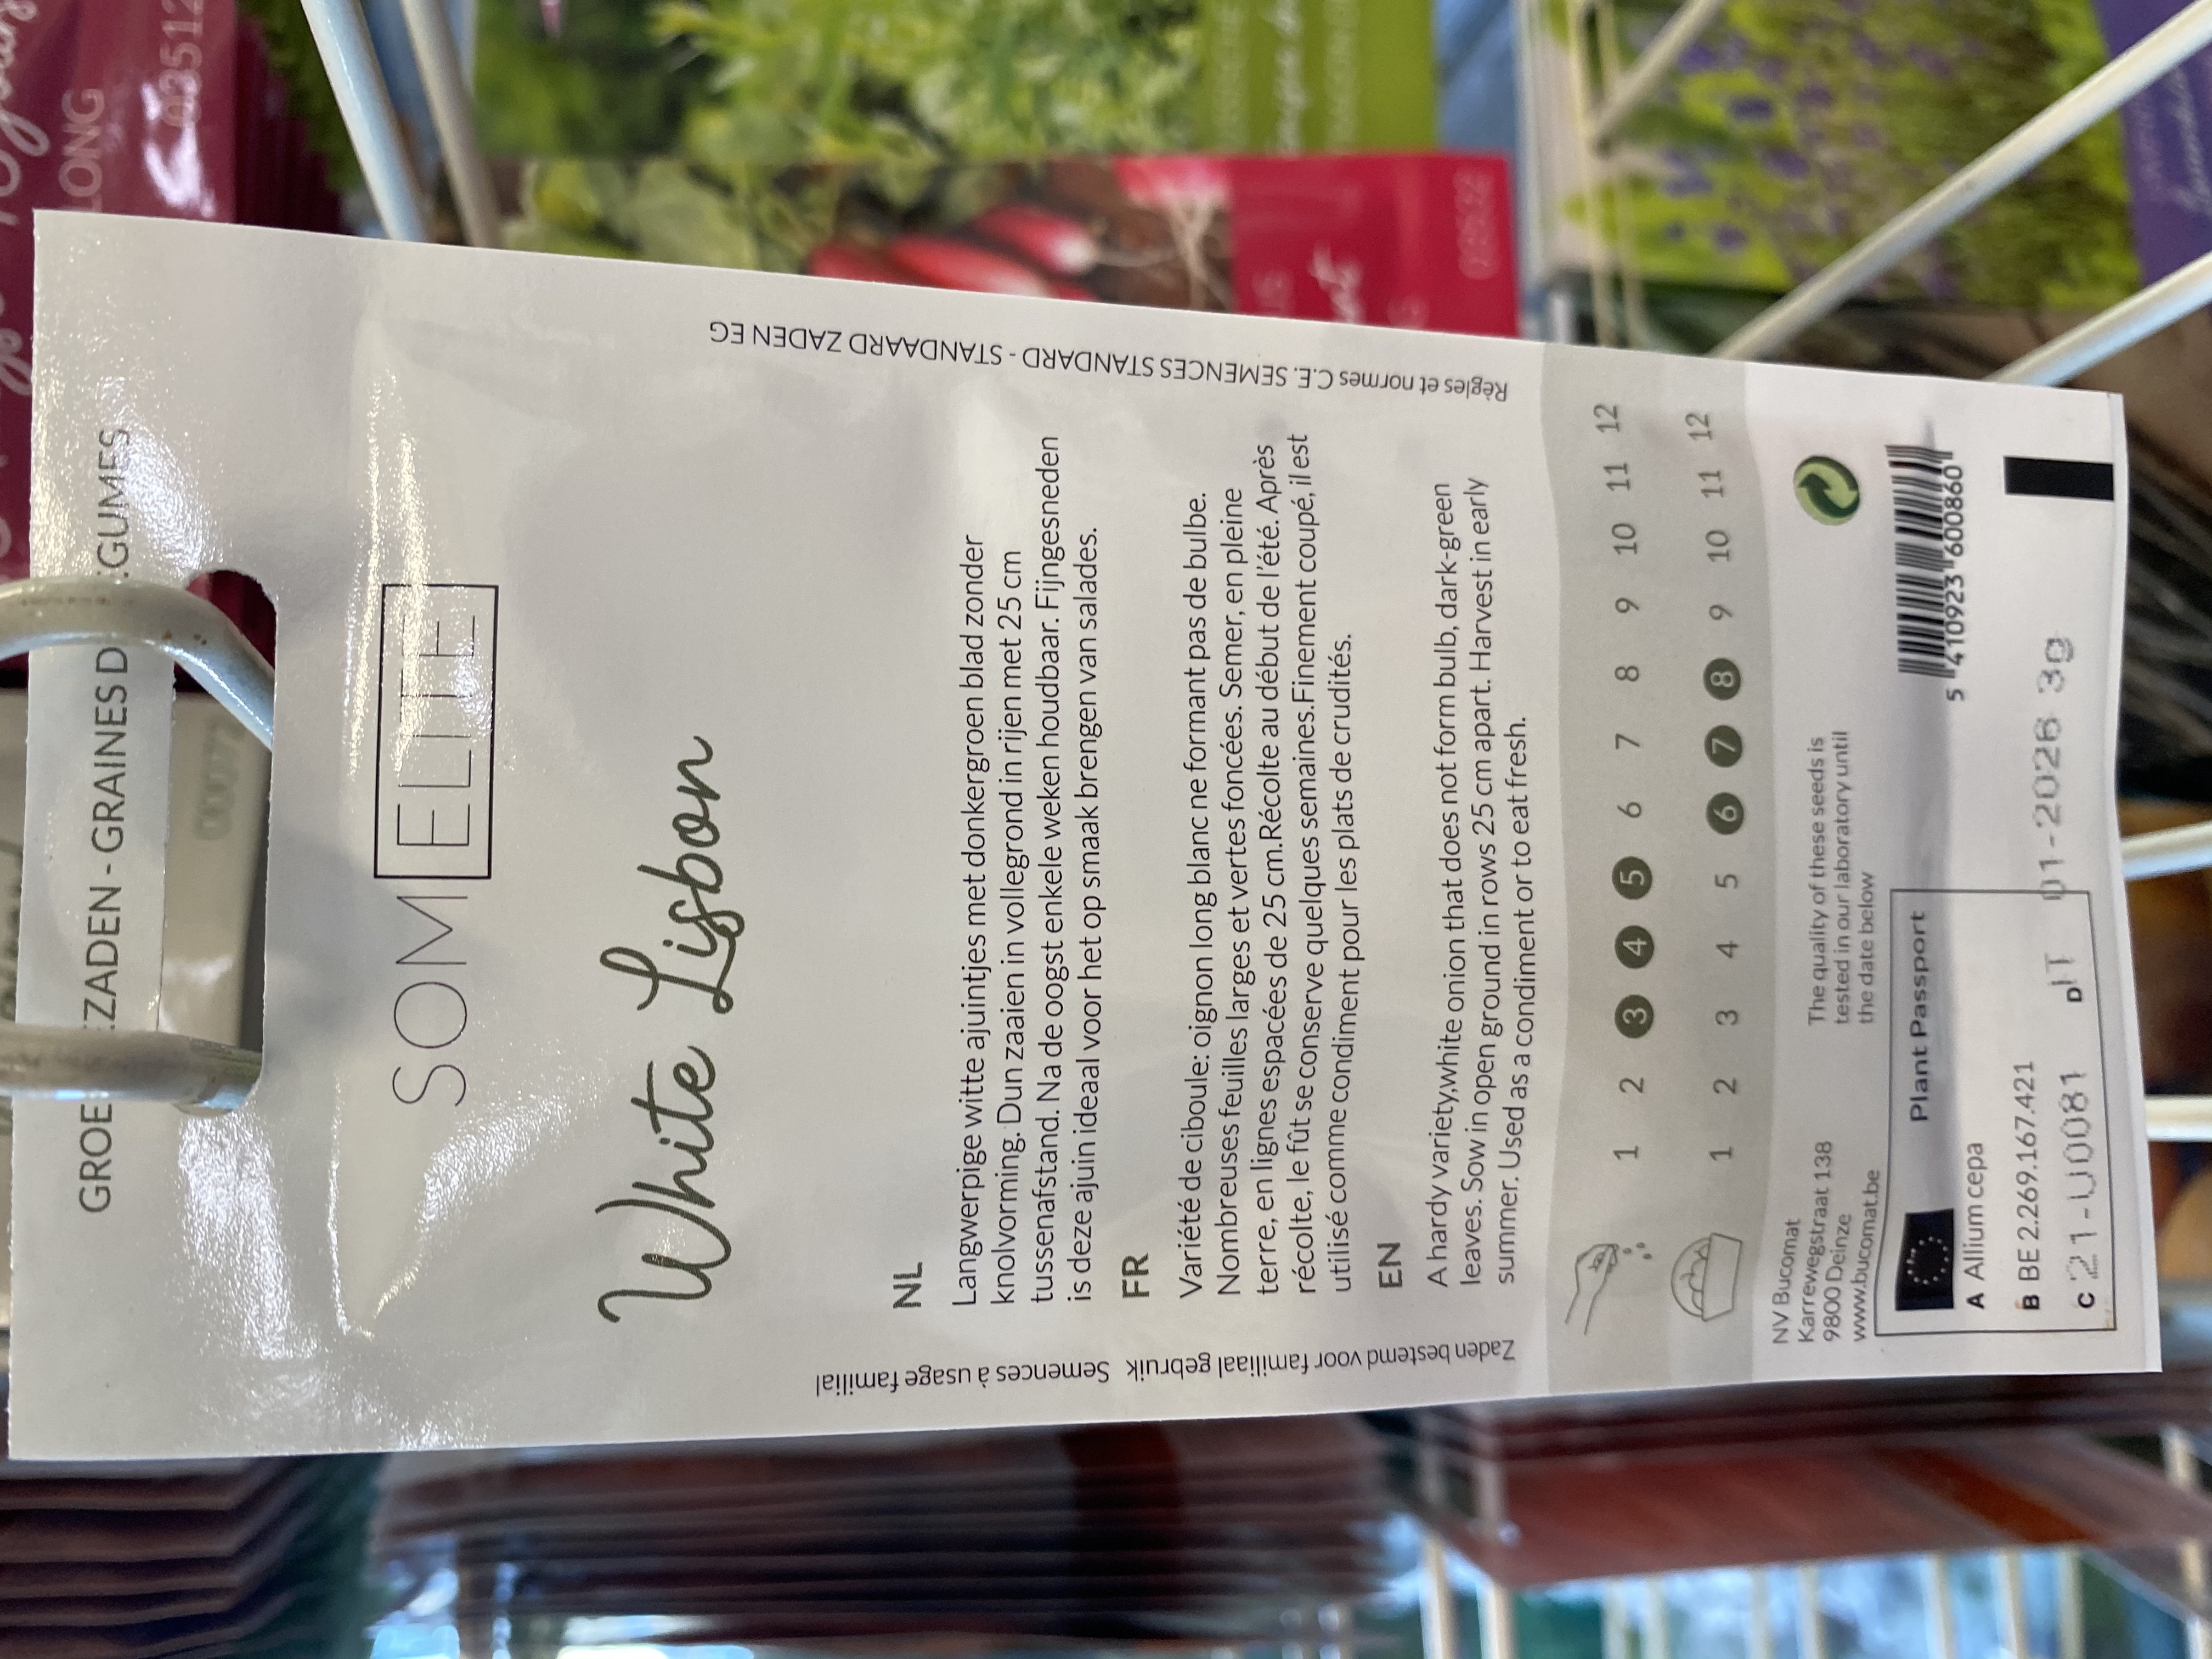 GROE ZADEN - GRAINES D GUMES
SOM ELITE
White Lisbon
NL
Langwerpige witte ajuintjes met donkergroen blad zonder
knolvorming. Dun zaaien in vollegrond in rijen met 25 cm
tussenafstand. Na de oogst enkele weken houdbaar. Fijngesneden
is deze ajuin ideaal voor het op smaak brengen van salades.
FR
Variété de ciboule: oignon long blanc ne formant pas de bulbe.
Nombreuses feuilles larges et vertes foncées. Semer, en pleine
terre, en lignes espacées de 25 cm.Récolte au début de l'été. Après
récolte, le fût se conserve quelques semaines.Finement coupé, il est
utilisé comme condiment pour les plats de crudités.
EN
A hardy variety,white onion that does not form bulb, dark-green
leaves. Sow in open ground in rows 25 cm apart. Harvest in early
summer. Used as a condiment or to eat fresh.
Zaden bestemd voor familiaal gebruik Semences à usage familial
Règles et normes C.E. SEMENCES STANDARD - STANDAARD ZADEN EG
1 2 3 4 5 6 7 8 9 10 11 12
1 2 3 4 5 6 7 8 9 10 11 12
NV Bucomat
Karrewegstraat 138
9800 Deinze
www.bucomat.be
The quality of these seeds is
tested in our laboratory until
the date below
Plant Passport
A Allium cepa
B BE 2.269.167.421
C 21-U0081 D IT 01-2026 3g
5 410923 600860
LONG
03512